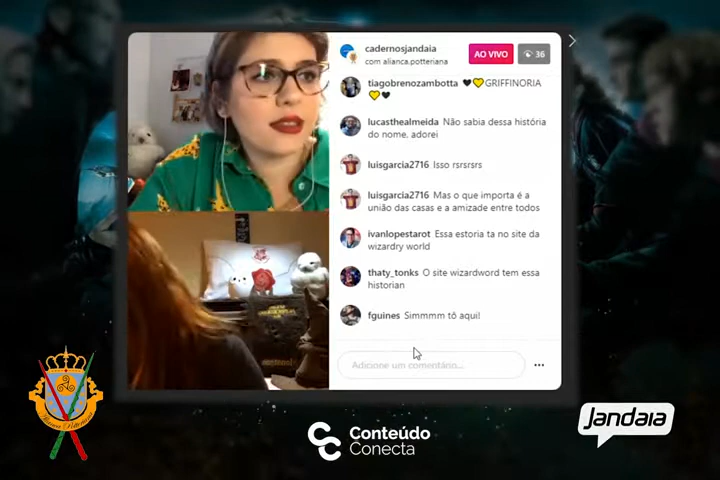 cadernosjandaia
com alianca.potteriana
AO VIVO
36
tiagobrenozambotta 🖤💛GRIFFINORIA
💛🖤
lucasthealmeida Não sabia dessa história
do nome, adorei
luisgarcia2716 Isso rsrsrsrs
luisgarcia2716 Mas o que importa é a
união das casas e a amizade entre todos
ivanlopestarot Essa estoria ta no site da
wizardry world
thaty_tonks O site wizardword tem essa
historian
fguines Simmmm tô aqui!
Adicione um comentário...
Conteúdo
Conecta
Jandaia